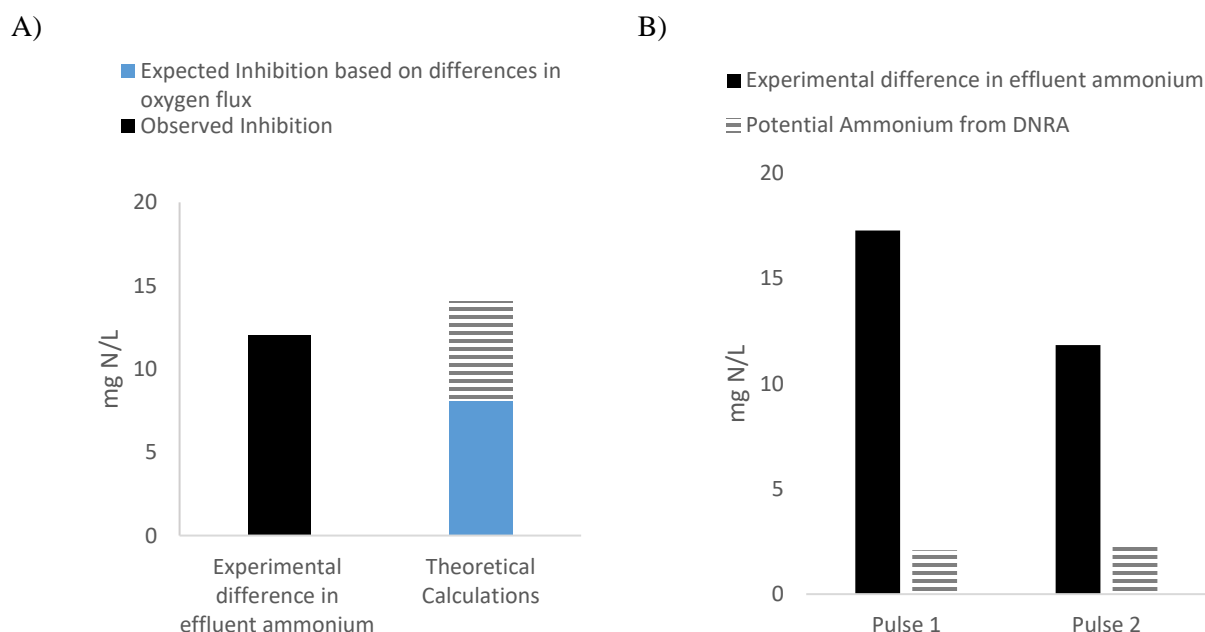 A)
Expected Inhibition based on differences in
oxygen flux
Observed Inhibition
20
15
10
5
0
mg N/L
Experimental
difference in
effluent ammonium
Theoretical
Calculations
B)
Experimental difference in effluent ammonium
Potential Ammonium from DNRA
20
15
10
5
0
mg N/L
Pulse 1
Pulse 2